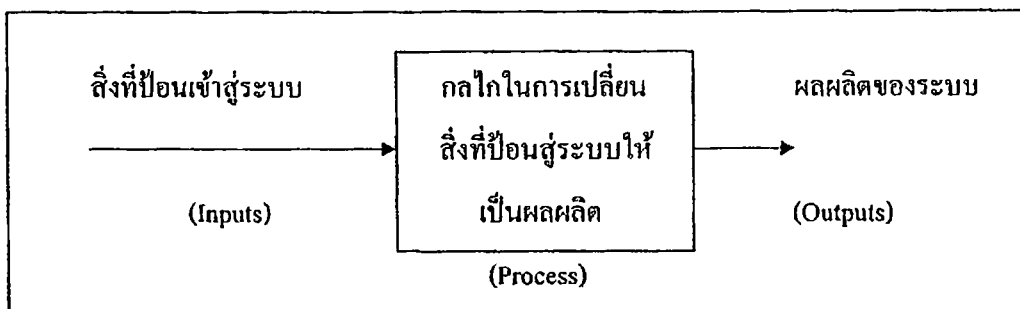 สิ่งที่ป้อนเข้าสู่ระบบ
(Inputs)
กลไกในการเปลี่ยน
สิ่งที่ป้อนสู่ระบบให้
เป็นผลผลิต
(Process)
ผลผลิตของระบบ
(Outputs)